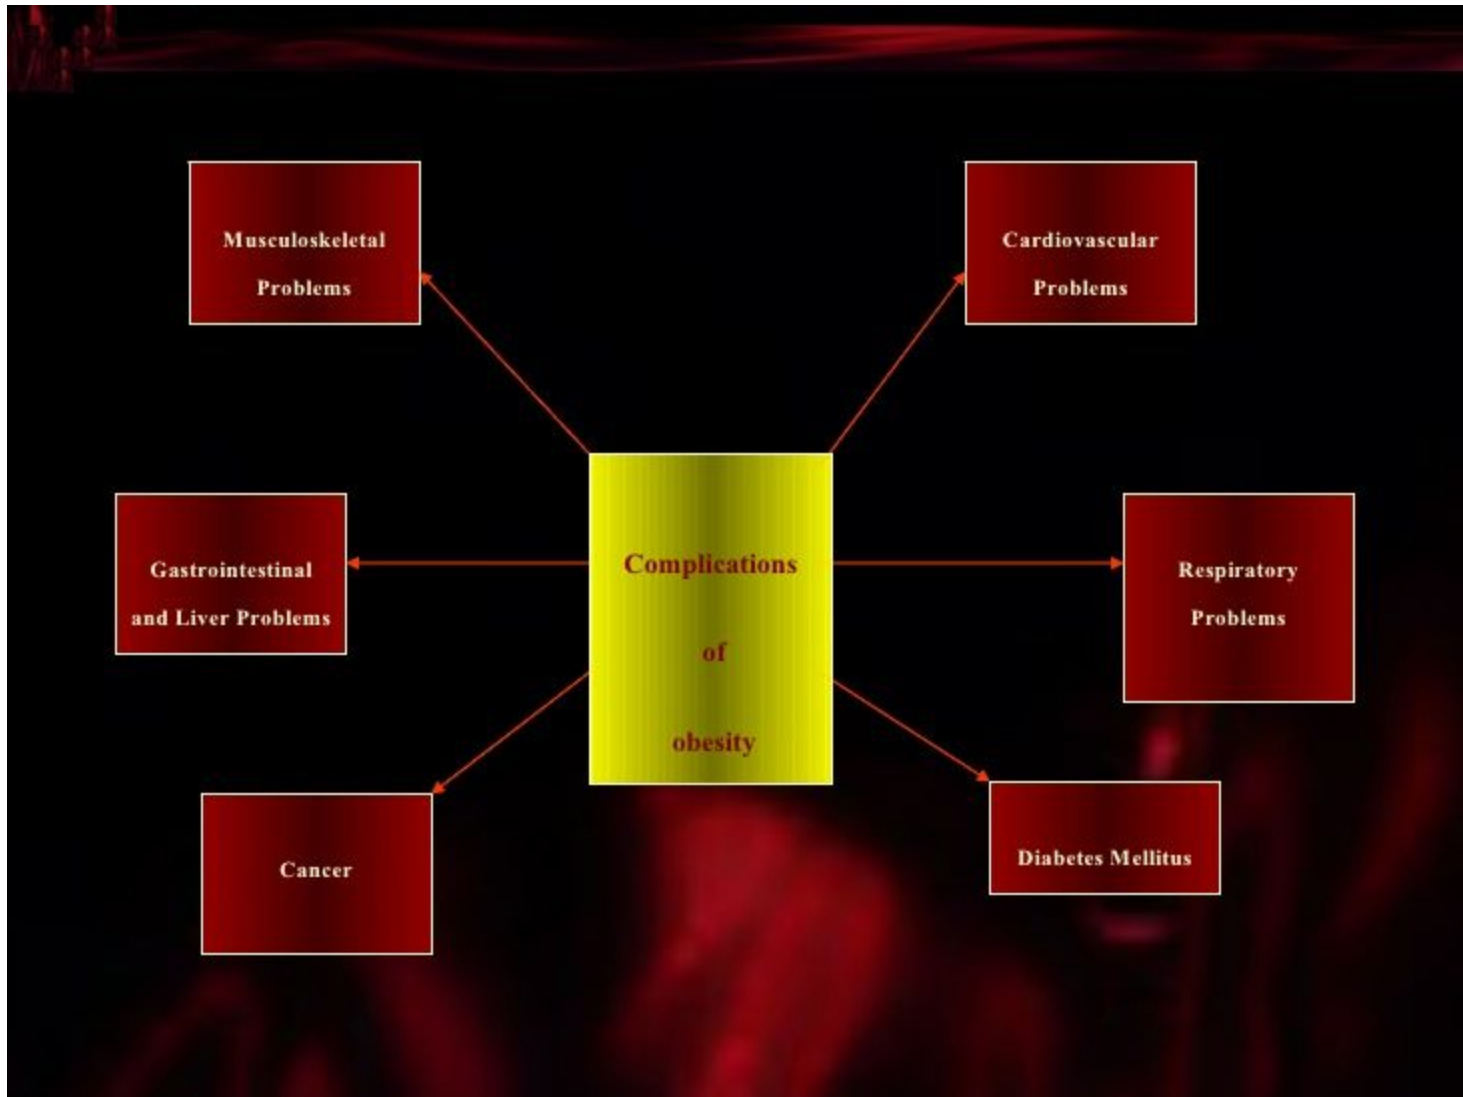 Musculoskeletal
Problems
Cardiovascular
Problems
Gastrointestinal
and Liver Problems
Complications
of
obesity
Respiratory
Problems
Cancer
Diabetes Mellitus